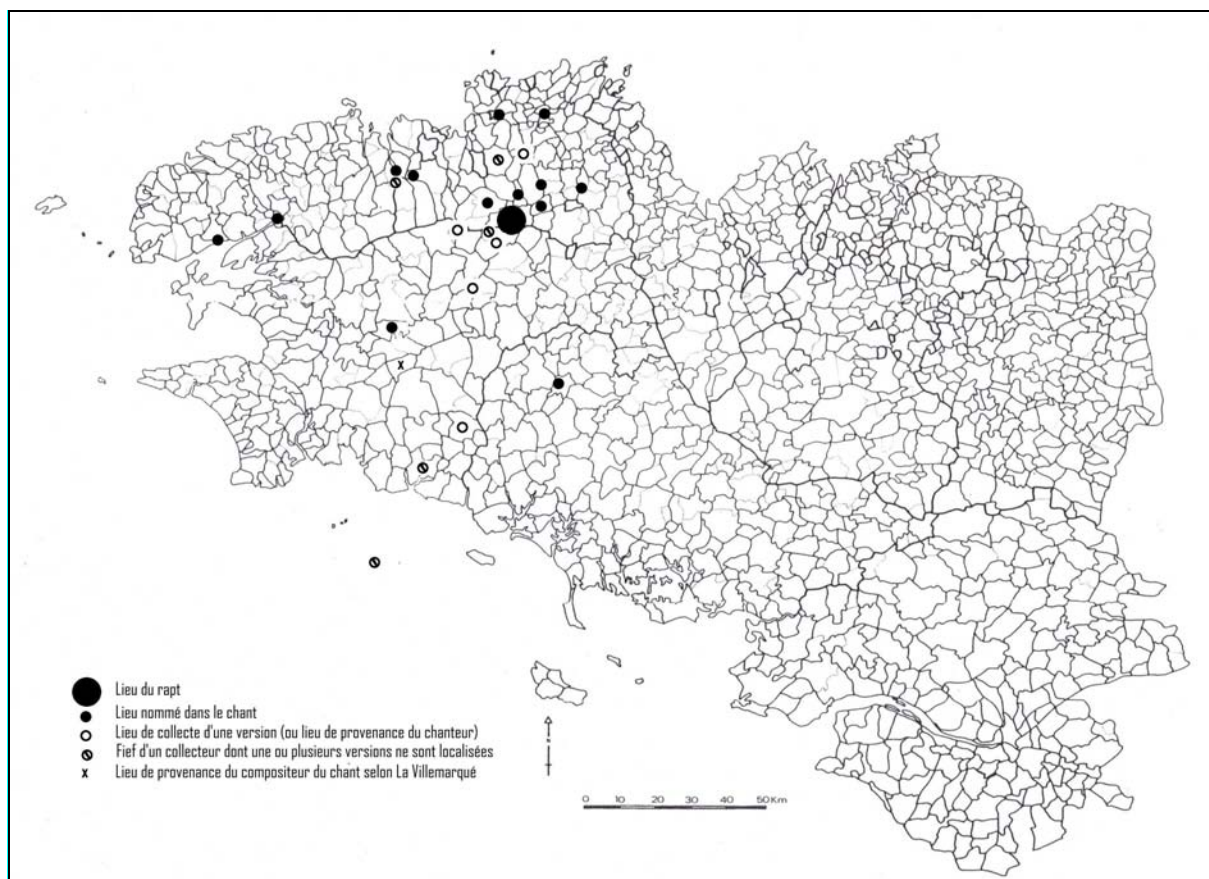 Lieu du rapt
Lieu nommé dans le chant
Lieu de collecte d'une version (ou lieu de provenance du chanteur)
Fief d'un collecteur dont une ou plusieurs versions ne sont localisées
x Lieu de provenance du compositeur du chant selon La Villemarqué
0 10 20 30 40 50 Km